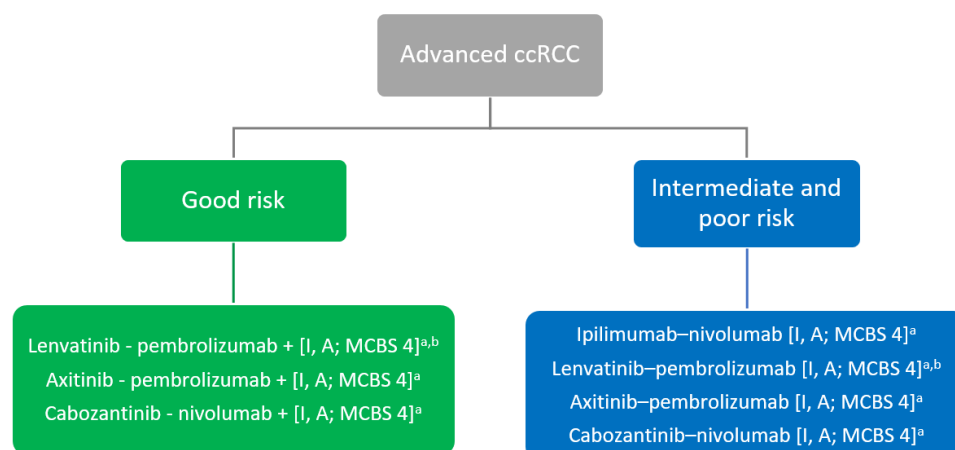 Advanced ccRCC
Good risk
Intermediate and
poor risk
Lenvatinib - pembrolizumab + [I, A; MCBS 4]ᵃ,ᵇ
Axitinib - pembrolizumab + [I, A; MCBS 4]ᵃ
Cabozantinib - nivolumab + [I, A; MCBS 4]ᵃ
Ipilimumab–nivolumab [I, A; MCBS 4]ᵃ
Lenvatinib–pembrolizumab [I, A; MCBS 4]ᵃ,ᵇ
Axitinib–pembrolizumab [I, A; MCBS 4]ᵃ
Cabozantinib–nivolumab [I, A; MCBS 4]ᵃ